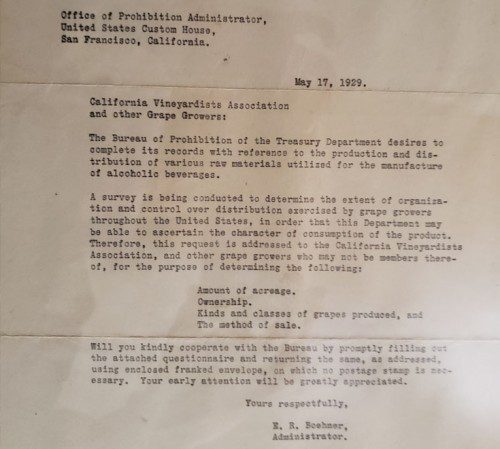 Office of Prohibition Administrator,
United States Custom House,
San Francisco, California.
May 17, 1929.
California Vineyardists Association
and other Grape Growers:
The Bureau of Prohibition of the Treasury Department desires to
complete its records with reference to the production and dis-
tribution of various raw materials utilized for the manufacture
of alcoholic beverages.
A survey is being conducted to determine the extent of organiza-
tion and control over distribution exercised by grape growers
throughout the United States, in order that this Department may
be able to ascertain the character of consumption of the product.
Therefore, this request is addressed to the California Vineyardists
Association, and other grape growers who may not be members there-
of, for the purpose of determining the following:
Amount of acreage.
Ownership.
Kinds and classes of grapes produced, and
The method of sale.
Will you kindly cooperate with the Bureau by promptly filling out
the attached questionnaire and returning the same, as addressed,
using enclosed franked envelope, on which no postage stamp is nec-
essary. Your early attention will be greatly appreciated.
Yours respectfully,
E. R. Boehner,
Administrator.